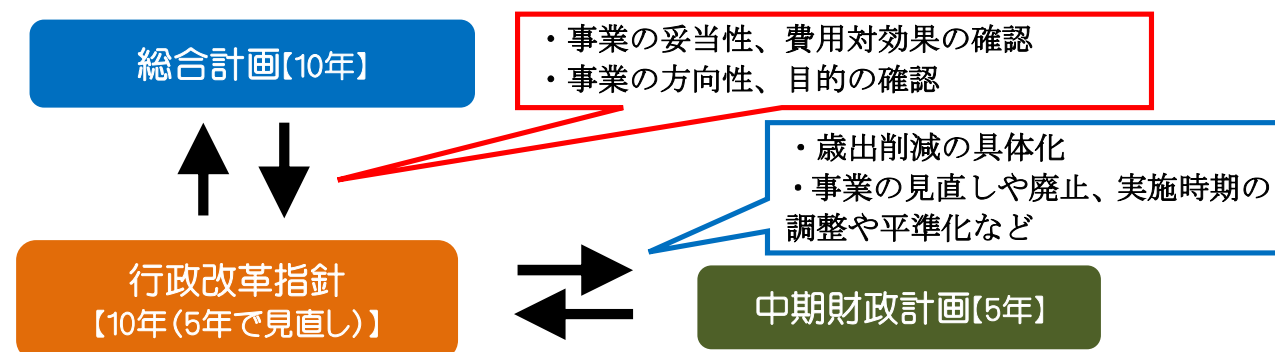 総合計画【10年】
・事業の妥当性、費用対効果の確認
・事業の方向性、目的の確認
・歳出削減の具体化
・事業の見直しや廃止、実施時期の
調整や平準化など
行政改革指針
【10年(5年で見直し)】
中期財政計画【5年】